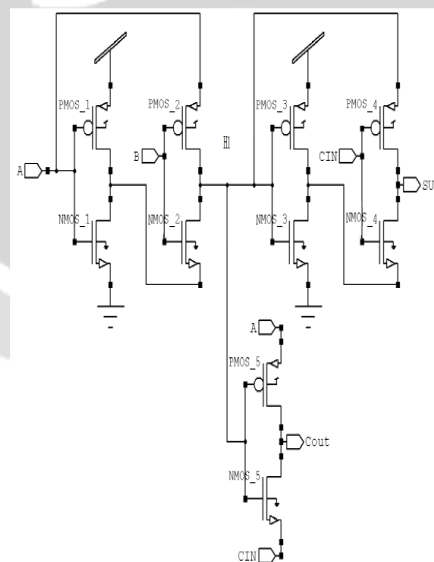 PMOS_1
PMOS_2
PMOS_3
PMOS_4
A
B
H1
CIN
SU
NMOS_1
NMOS_2
NMOS_3
NMOS_4
A
PMOS_5
Cout
NMOS_5
CIN